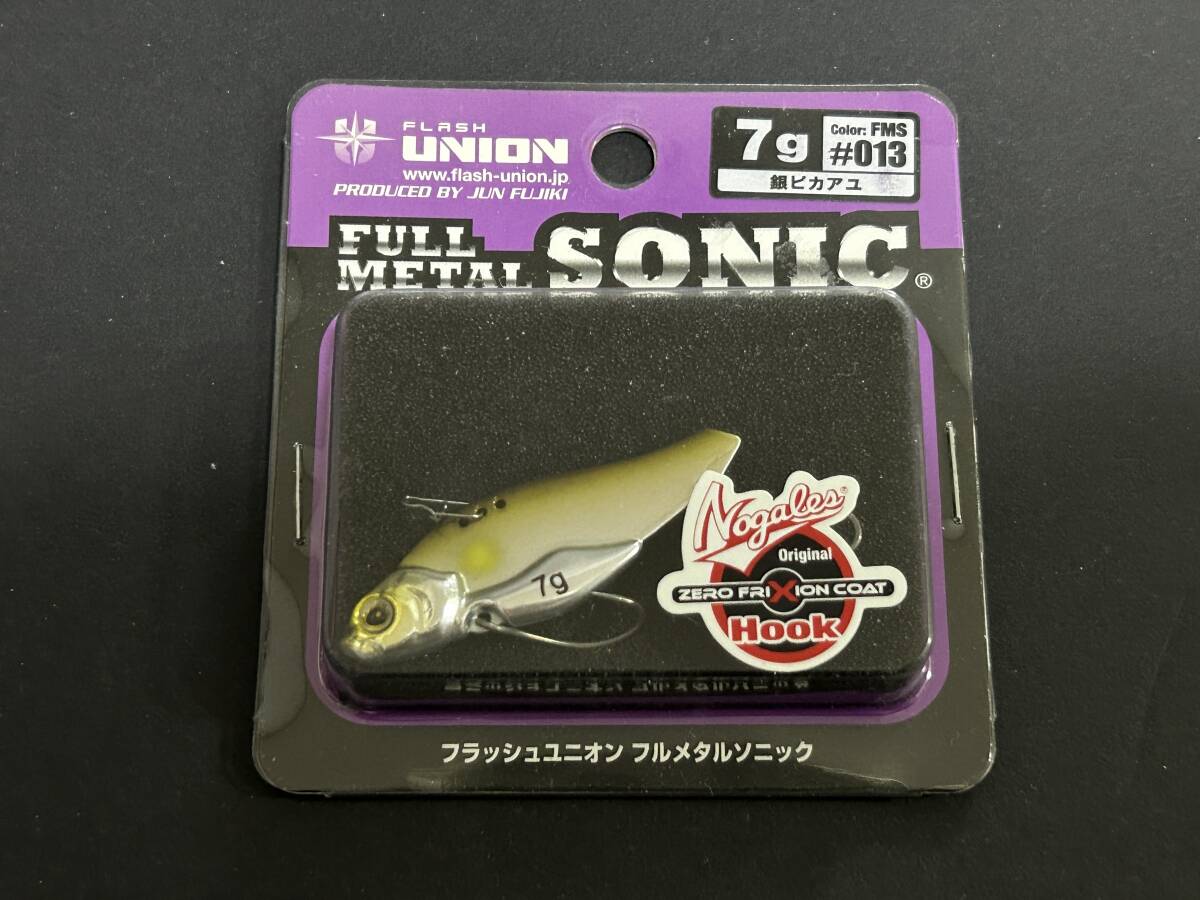 FLASH
UNION
www.flash-union.jp
PRODUCED BY JUN FUJIKI
7g
Color: FMS
#013
銀ピカアユ
FULL
METAL
SONIC®
7g
Nogales®
Original
ZERO FRIXION COAT
Hook
フラッシュユニオン フルメタルソニック